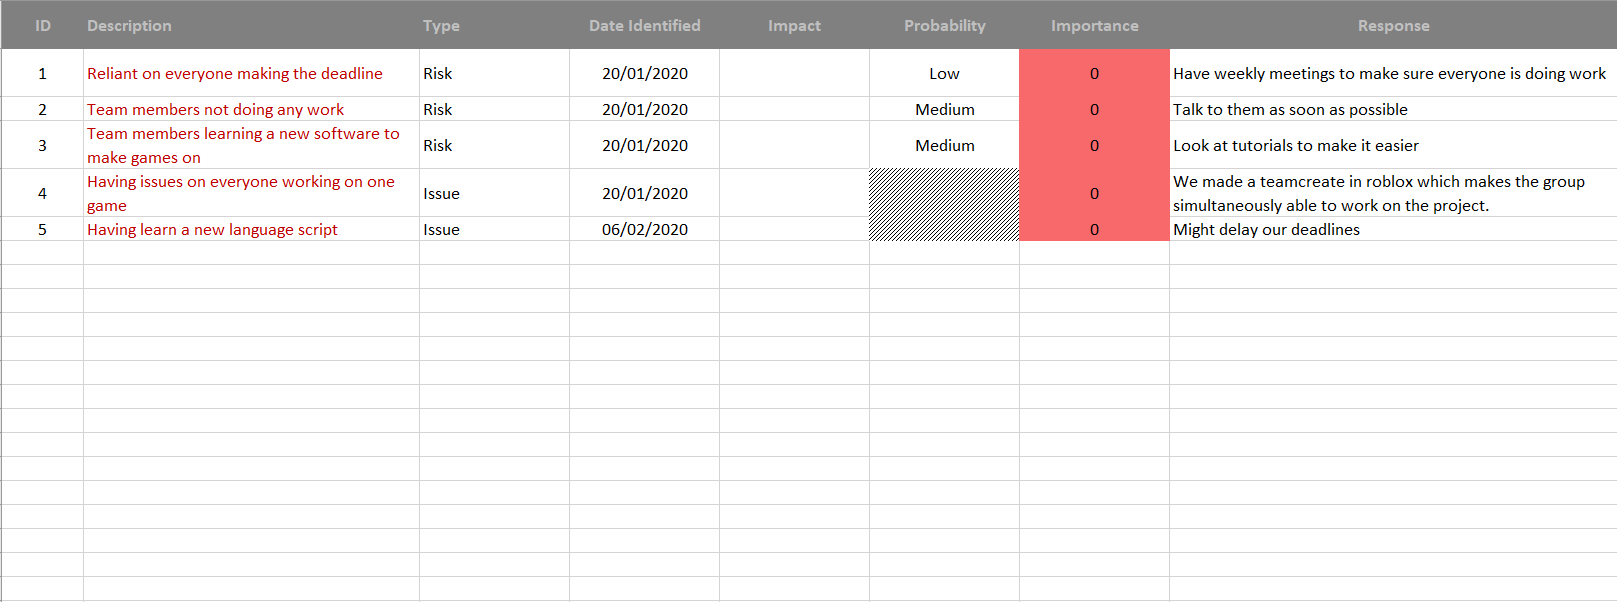 ID Description Type Date Identified Impact Probability Importance Response
1 Reliant on everyone making the deadline Risk 20/01/2020 Low 0 Have weekly meetings to make sure everyone is doing work
2 Team members not doing any work Risk 20/01/2020 Medium 0 Talk to them as soon as possible
3 Team members learning a new software to
make games on Risk 20/01/2020 Medium 0 Look at tutorials to make it easier
4 Having issues on everyone working on one
game Issue 20/01/2020 0 We made a teamcreate in roblox which makes the group
simultaneously able to work on the project.
5 Having learn a new language script Issue 06/02/2020 0 Might delay our deadlines